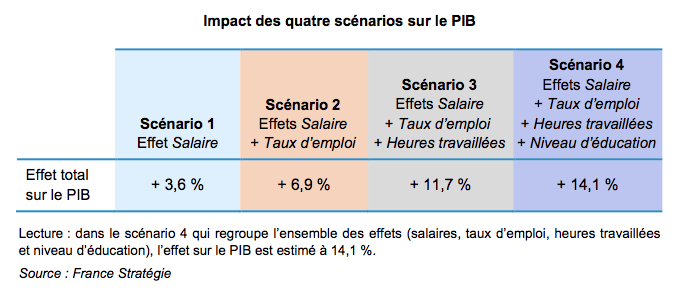 Impact des quatre scénarios sur le PIB
Scénario 1
Effet Salaire
Scénario 2
Effets Salaire
+ Taux d’emploi
Scénario 3
Effets Salaire
+ Taux d’emploi
+ Heures travaillées
Scénario 4
Effets Salaire
+ Taux d’emploi
+ Heures travaillées
+ Niveau d’éducation
Effet total
sur le PIB
+ 3,6 %
+ 6,9 %
+ 11,7 %
+ 14,1 %
Lecture : dans le scénario 4 qui regroupe l’ensemble des effets (salaires, taux d’emploi, heures travaillées
et niveau d’éducation), l’effet sur le PIB est estimé à 14,1 %.
Source : France Stratégie